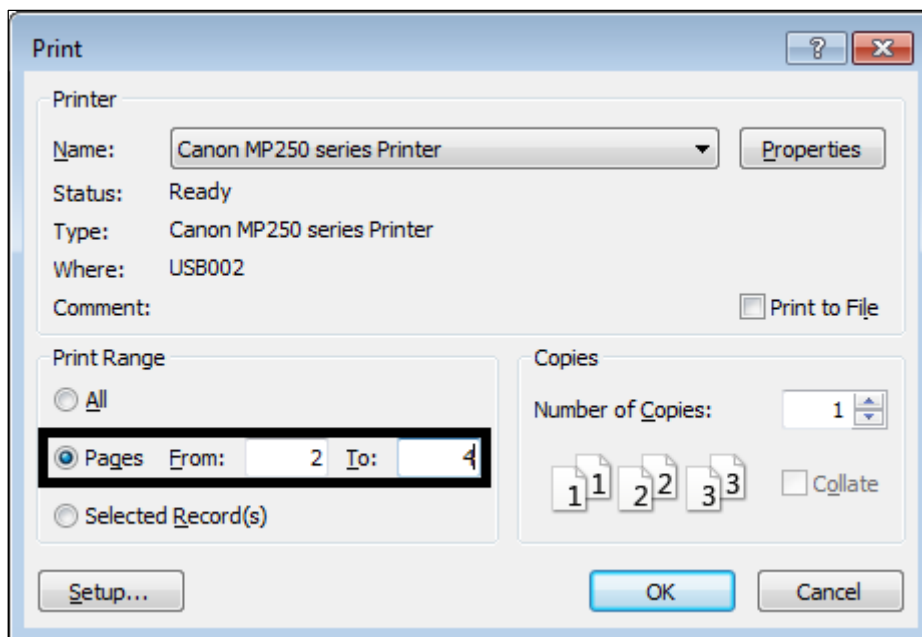 Print
Printer
Name: Canon MP250 series Printer Properties
Status: Ready
Type: Canon MP250 series Printer
Where: USB002
Comment: Print to File
Print Range
All
Pages From: 2 To: 4
Selected Record(s)
Copies
Number of Copies: 1
1 1 2 2 3 3 Collate
Setup... OK Cancel